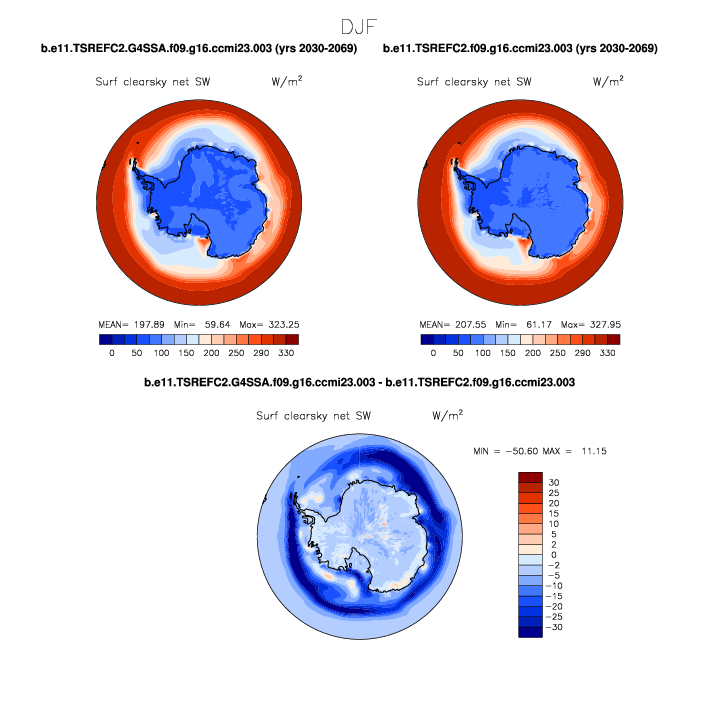 DJF
b.e11.TSREFC2.G4SSA.f09.g16.ccmi23.003 (yrs 2030-2069)
b.e11.TSREFC2.f09.g16.ccmi23.003 (yrs 2030-2069)
Surf clearsky net SW W/m²
Surf clearsky net SW W/m²
MEAN= 197.89 Min= 59.64 Max= 323.25
MEAN= 207.55 Min= 61.17 Max= 327.95
0 50 100 150 200 250 290 330
0 50 100 150 200 250 290 330
b.e11.TSREFC2.G4SSA.f09.g16.ccmi23.003 - b.e11.TSREFC2.f09.g16.ccmi23.003
Surf clearsky net SW W/m²
MIN = −50.60 MAX = 11.15
30
25
20
15
10
5
2
0
−2
−5
−10
−15
−20
−25
−30